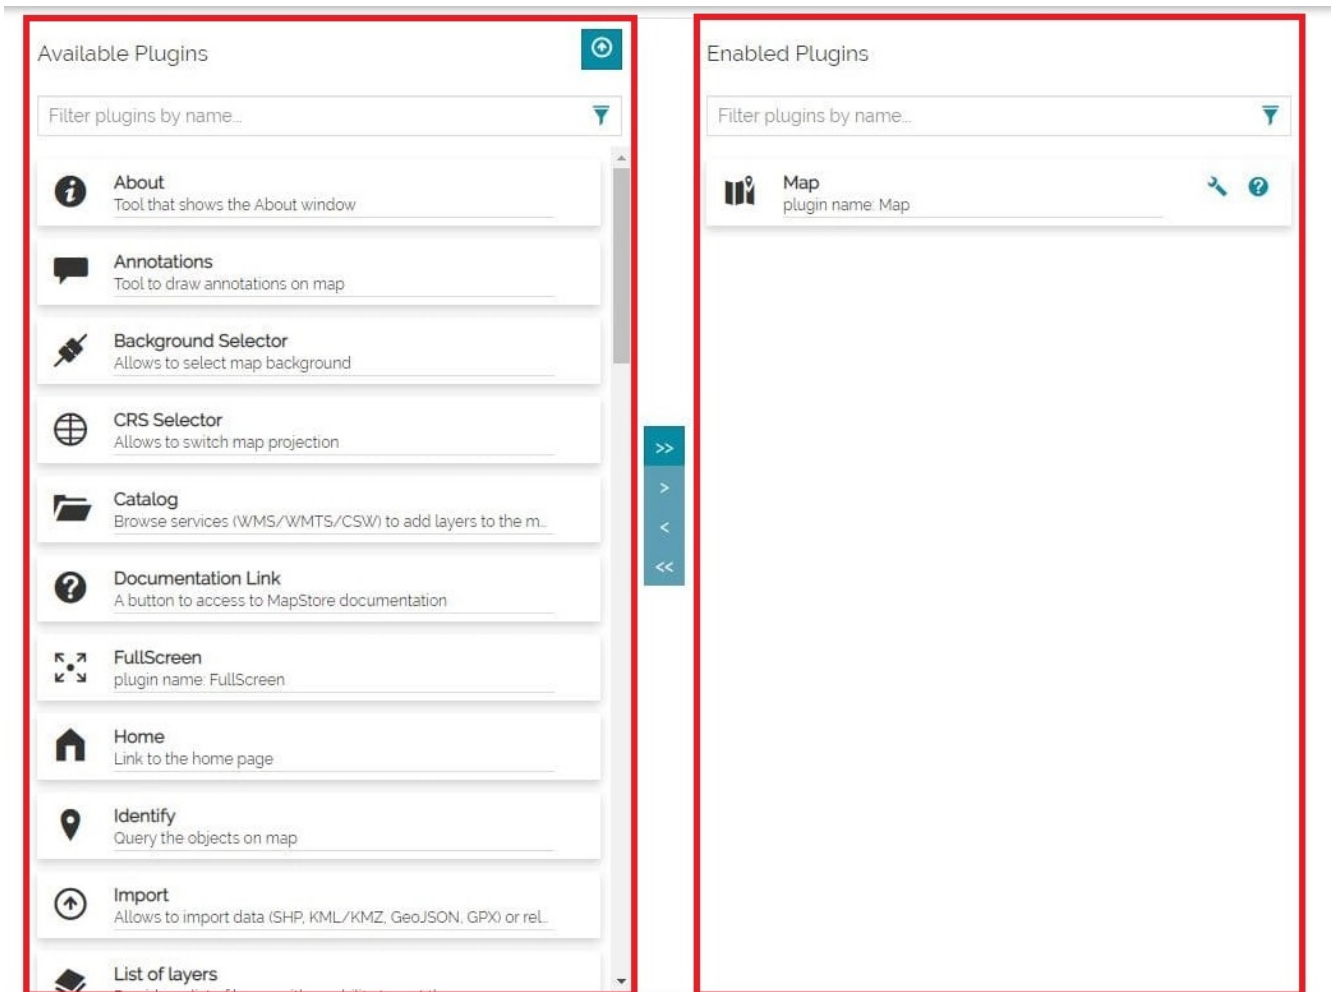 Available Plugins
Filter plugins by name...
About
Tool that shows the About window
Annotations
Tool to draw annotations on map
Background Selector
Allows to select map background
CRS Selector
Allows to switch map projection
Catalog
Browse services (WMS/WMTS/CSW) to add layers to the m...
Documentation Link
A button to access to MapStore documentation
FullScreen
plugin name: FullScreen
Home
Link to the home page
Identify
Query the objects on map
Import
Allows to import data (SHP, KML/KMZ, GeoJSON, GPX) or rel...
List of layers
>>
>
<
<<
Enabled Plugins
Filter plugins by name...
Map
plugin name: Map